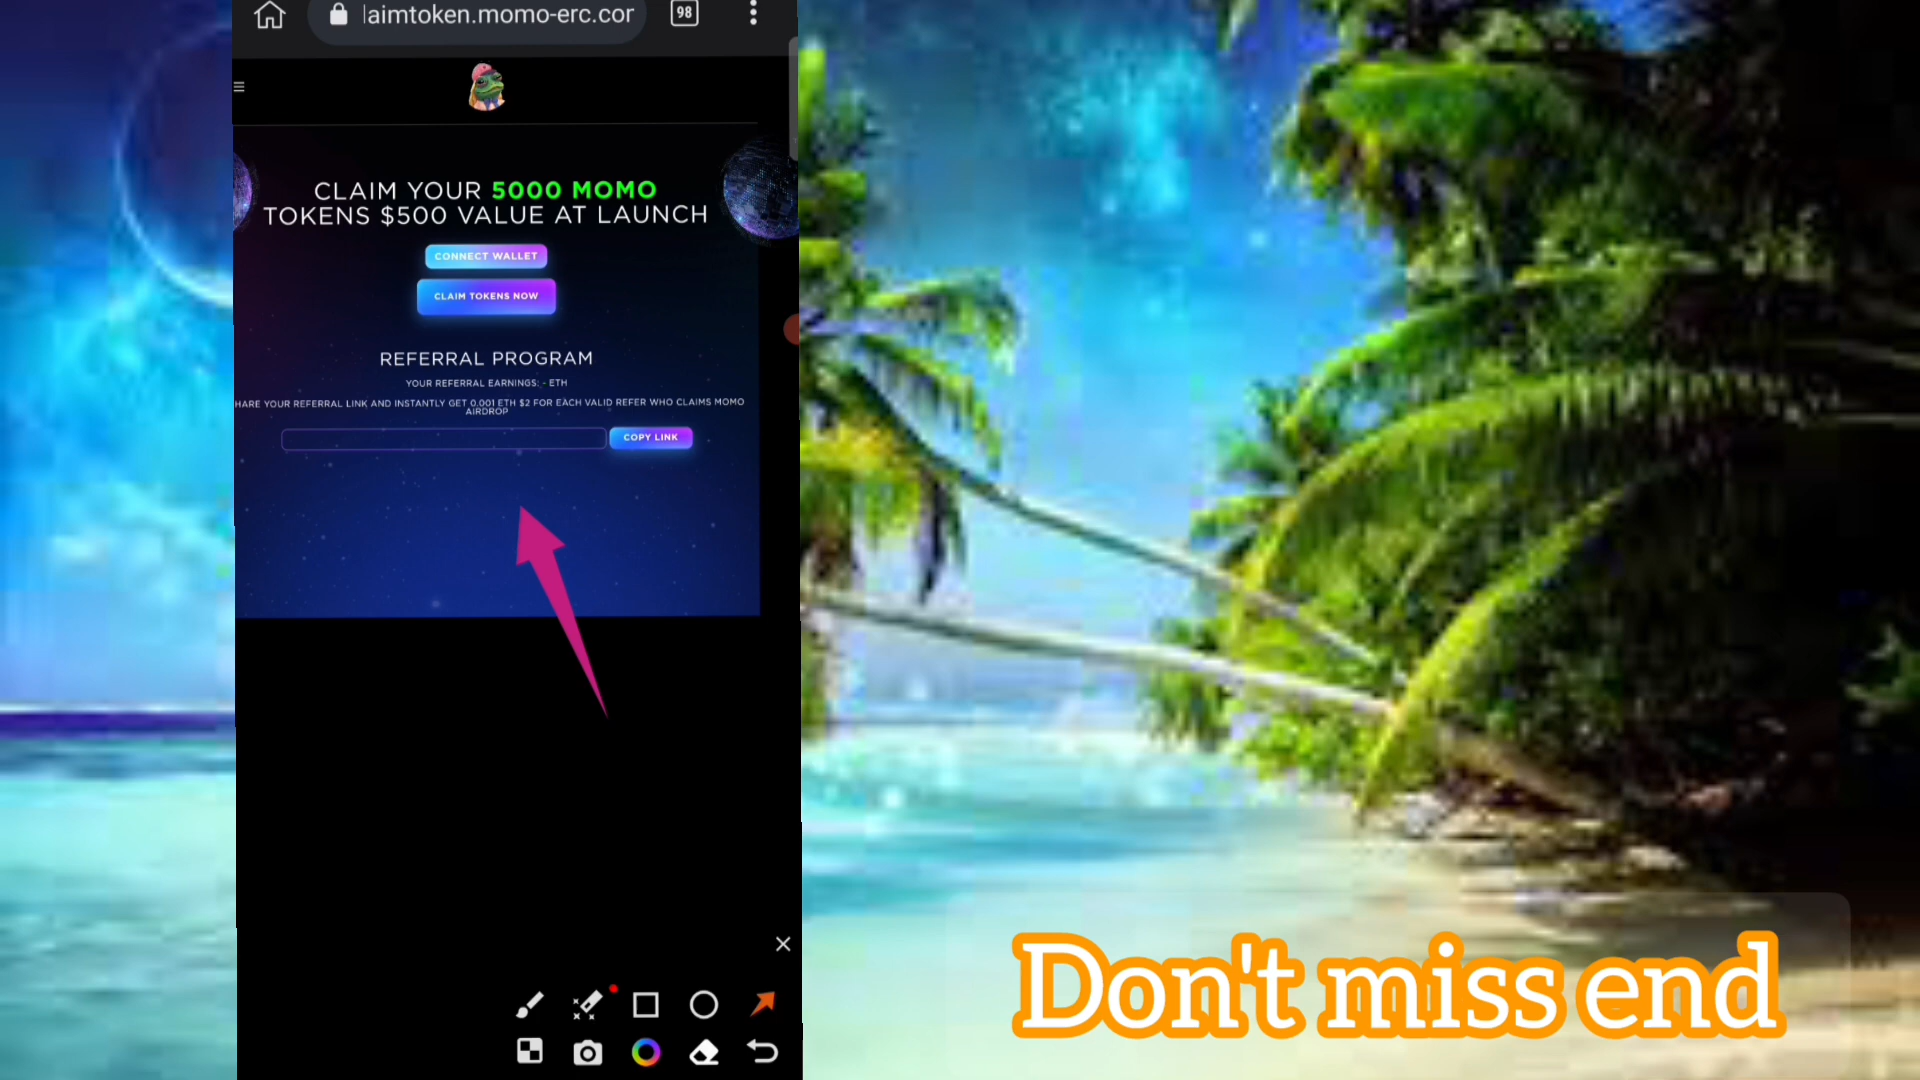 laimtoken.momo-erc.cor
98
CLAIM YOUR 5000 MOMO
TOKENS $500 VALUE AT LAUNCH
CONNECT WALLET
CLAIM TOKENS NOW
REFERRAL PROGRAM
YOUR REFERRAL EARNINGS: - ETH
HARE YOUR REFERRAL LINK AND INSTANTLY GET 0.001 ETH $2 FOR EACH VALID REFER WHO CLAIMS MOMO
AIRDROP
COPY LINK
Don't miss end